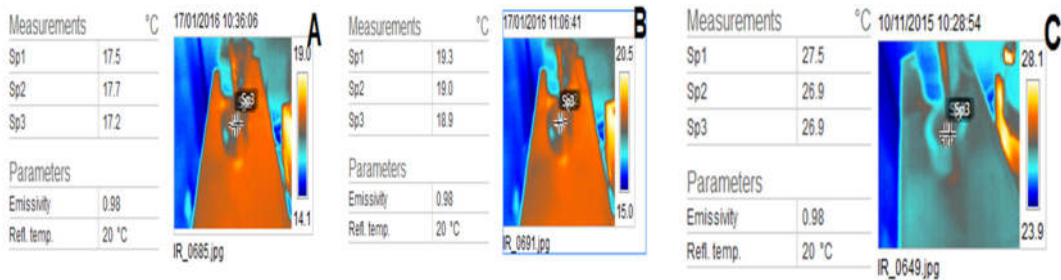 Measurements °C
Sp1 17.5
Sp2 17.7
Sp3 17.2
Parameters
Emissivity 0.98
Refl. temp. 20 °C
17/01/2016 10:36:06
A
19.0
Sp3
14.1
IR_0685.jpg
Measurements °C
Sp1 19.3
Sp2 19.0
Sp3 18.9
Parameters
Emissivity 0.98
Refl. temp. 20 °C
17/01/2016 11:06:41
B
20.5
Sp3
15.0
IR_0691.jpg
Measurements °C
Sp1 27.5
Sp2 26.9
Sp3 26.9
Parameters
Emissivity 0.98
Refl. temp. 20 °C
10/11/2015 10:28:54
C
28.1
Sp3
23.9
IR_0649.jpg